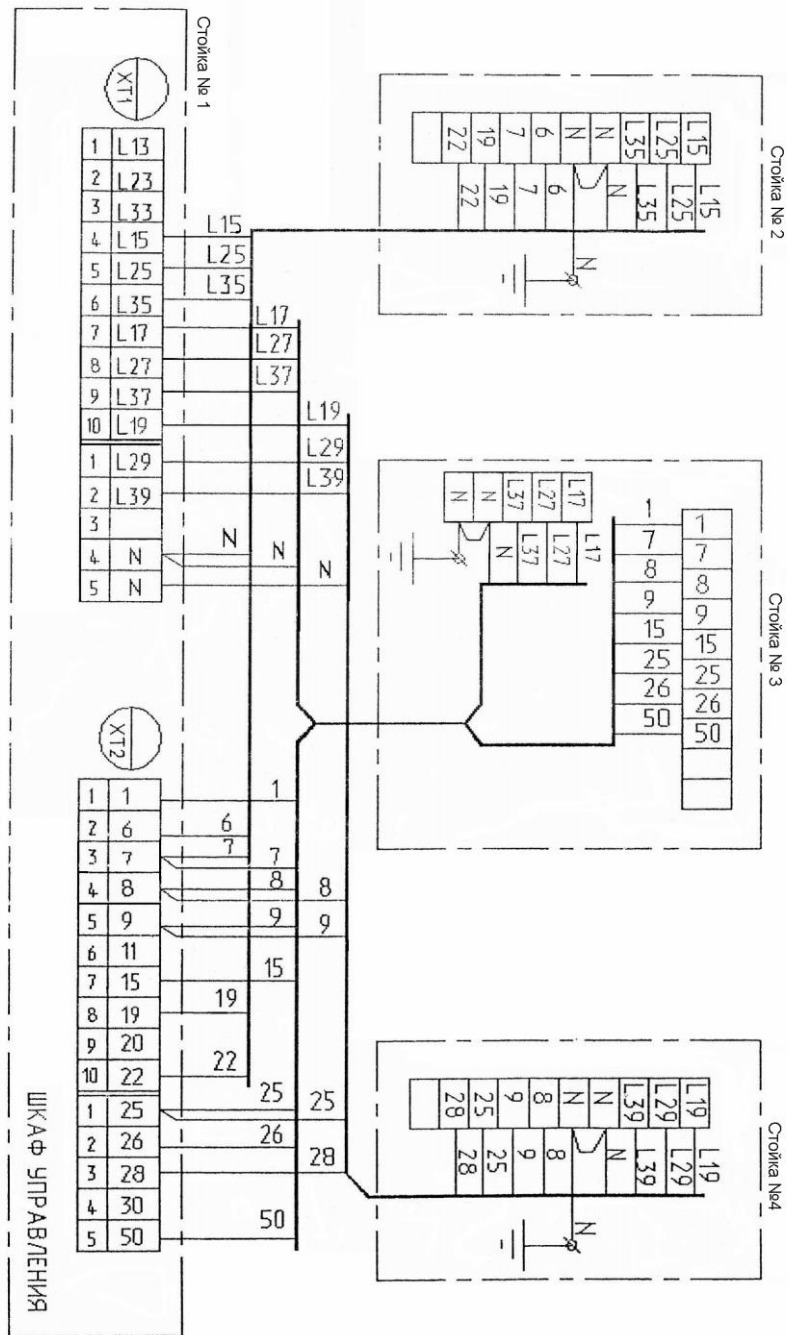 Стойка № 1
XT1
1 L13
2 L23
3 L33
4 L15
5 L25
6 L35
7 L17
8 L27
9 L37
10 L19
1 L29
2 L39
3
4 N
5 N
L15
L25
L35
L17
L27
L37
L19
L29
L39
N N N
XT2
1 1
2 6
3 7
4 8
5 9
6 11
7 15
8 19
9 20
10 22
1 25
2 26
3 28
4 30
5 50
1
6
7
7
8 8
9 9
15
19
22
25 25
26
28
50
ШКАФ УПРАВЛЕНИЯ
Стойка № 2
L15
L25
L35
N
N
6
7
19
22
L15
L25
L35
N
6
7
19
22
N
Стойка № 3
L17
L27
L37
N
N
L17
L27
L37
N
1 1
7 7
8 8
9 9
15 15
25 25
26 26
50 50
Стойка №4
L19
L29
L39
N
N
8
9
25
28
L19
L29
L39
N
8
9
25
28
N